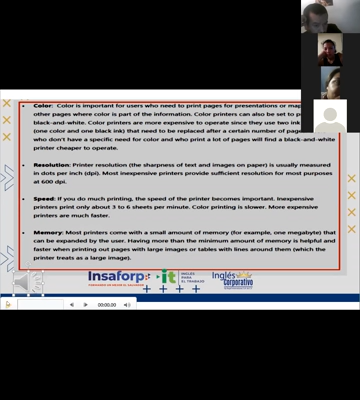 • Color: Color is important for users who need to print pages for presentations or map
other pages where color is part of the information. Color printers can also be set to p
black-and-white. Color printers are more expensive to operate since they use two ink
(one color and one black ink) that need to be replaced after a certain number of page
who don't have a specific need for color and who print a lot of pages will find a black-and-white
printer cheaper to operate.
• Resolution: Printer resolution (the sharpness of text and images on paper) is usually measured
in dots per inch (dpi). Most inexpensive printers provide sufficient resolution for most purposes
at 600 dpi.
• Speed: If you do much printing, the speed of the printer becomes important. Inexpensive
printers print only about 3 to 6 sheets per minute. Color printing is slower. More expensive
printers are much faster.
• Memory: Most printers come with a small amount of memory (for example, one megabyte) that
can be expanded by the user. Having more than the minimum amount of memory is helpful and
faster when printing out pages with large images or tables with lines around them (which the
printer treats as a large image).
Insaforp
it
INGLÉS
PARA
EL TRABAJO
Inglés
Corporativo
00:00.00